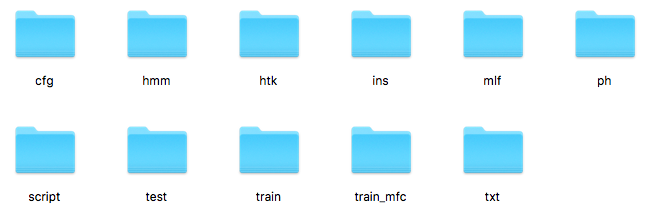 cfg hmm htk ins mlf ph
script test train train_mfc txt